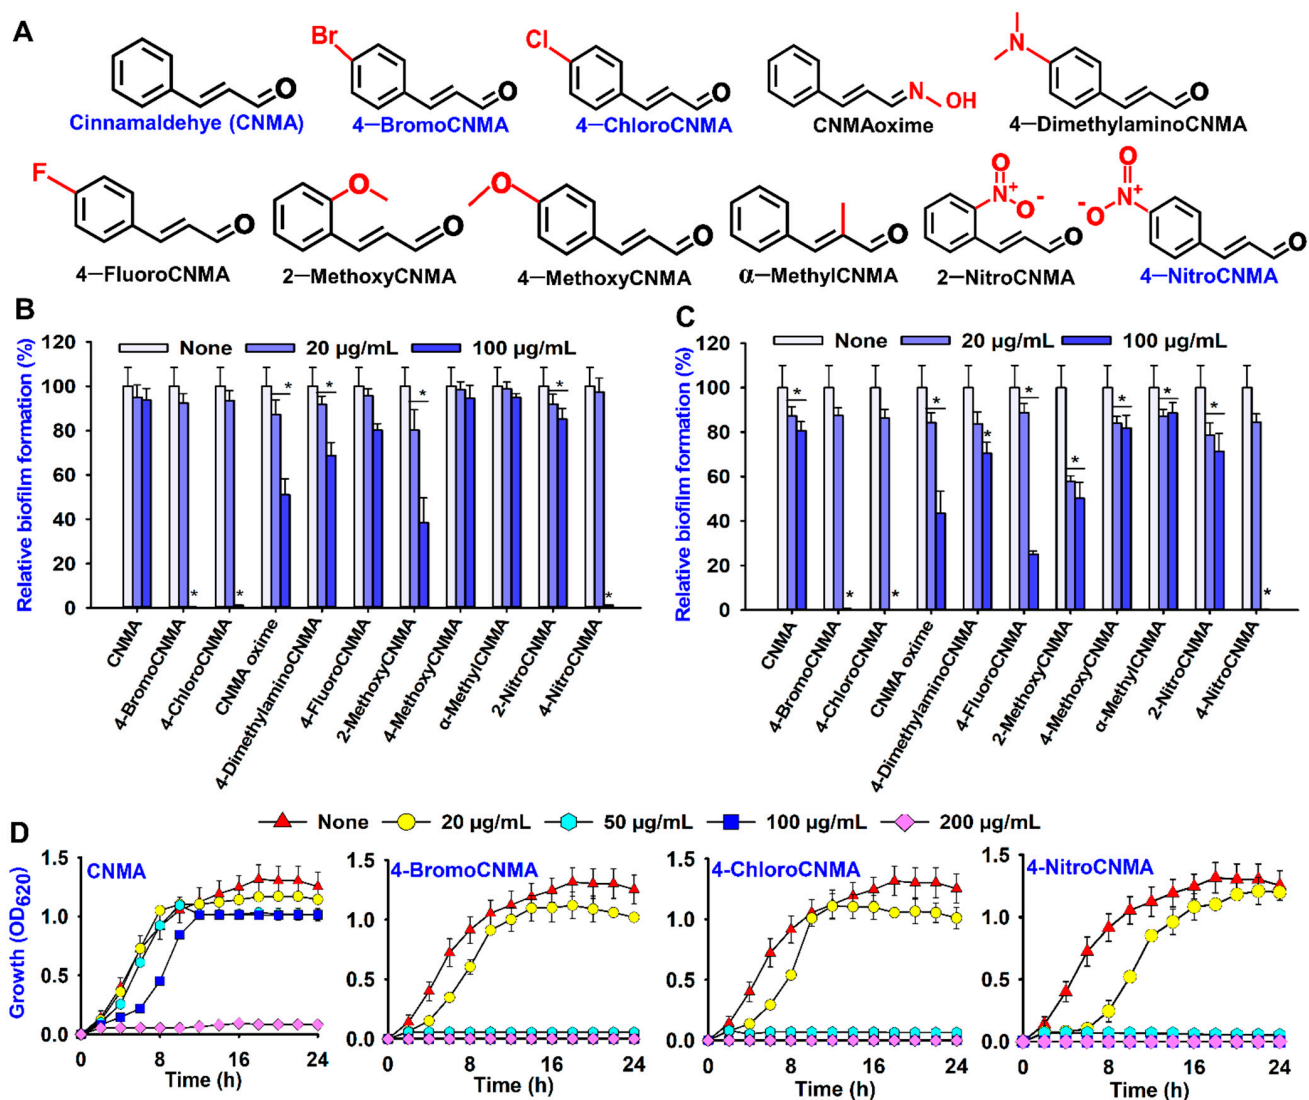 A
Br
Cl
N
O
O
O
N
OH
O
Cinnamaldehye (CNMA)
4–BromoCNMA
4–ChloroCNMA
CNMAoxime
4–DimethylaminoCNMA
F
O
O
O
N+
O-
O
N+
-O
O
O
O
O
O
O
4–FluoroCNMA
2–MethoxyCNMA
4–MethoxyCNMA
α–MethylCNMA
2–NitroCNMA
4–NitroCNMA
B
None
20 µg/mL
100 µg/mL
Relative biofilm formation (%)
120
100
80
60
40
20
0
*
*
*
*
*
*
*
CNMA
4-BromoCNMA
4-ChloroCNMA
CNMA oxime
4-DimethylaminoCNMA
4-FluoroCNMA
2-MethoxyCNMA
4-MethoxyCNMA
α-MethylCNMA
2-NitroCNMA
4-NitroCNMA
C
None
20 µg/mL
100 µg/mL
Relative biofilm formation (%)
120
100
80
60
40
20
0
*
*
*
*
*
*
*
*
*
*
*
CNMA
4-BromoCNMA
4-ChloroCNMA
CNMA oxime
4-DimethylaminoCNMA
4-FluoroCNMA
2-MethoxyCNMA
4-MethoxyCNMA
α-MethylCNMA
2-NitroCNMA
4-NitroCNMA
D
None
20 µg/mL
50 µg/mL
100 µg/mL
200 µg/mL
Growth (OD620)
CNMA
1.5
1.0
0.5
0.0
0 8 16 24
Time (h)
4-BromoCNMA
1.5
1.0
0.5
0.0
0 8 16 24
Time (h)
4-ChloroCNMA
1.5
1.0
0.5
0.0
0 8 16 24
Time (h)
4-NitroCNMA
1.5
1.0
0.5
0.0
0 8 16 24
Time (h)